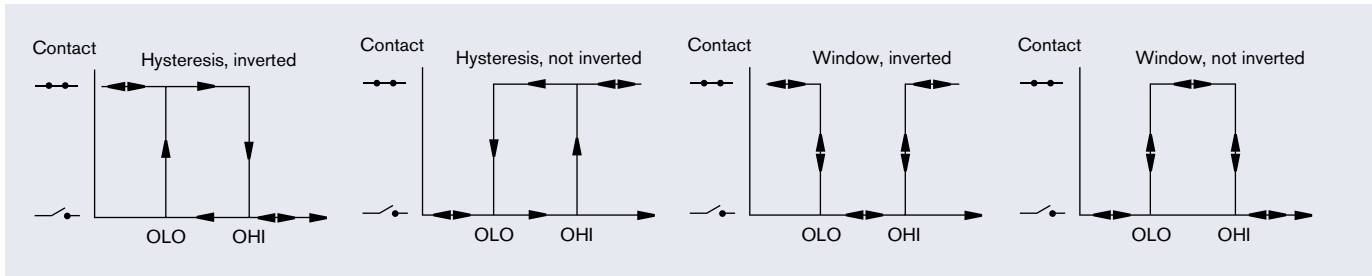 Contact
Hysteresis, inverted
OLO
OHI
Contact
Hysteresis, not inverted
OLO
OHI
Contact
Window, inverted
OLO
OHI
Contact
Window, not inverted
OLO
OHI